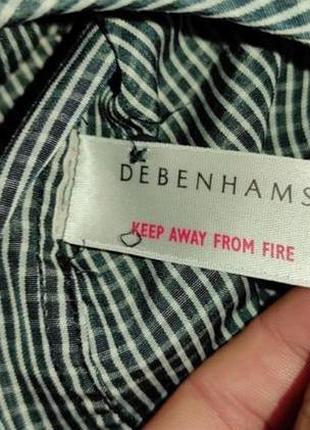 DEBENHAMS
KEEP AWAY FROM FIRE